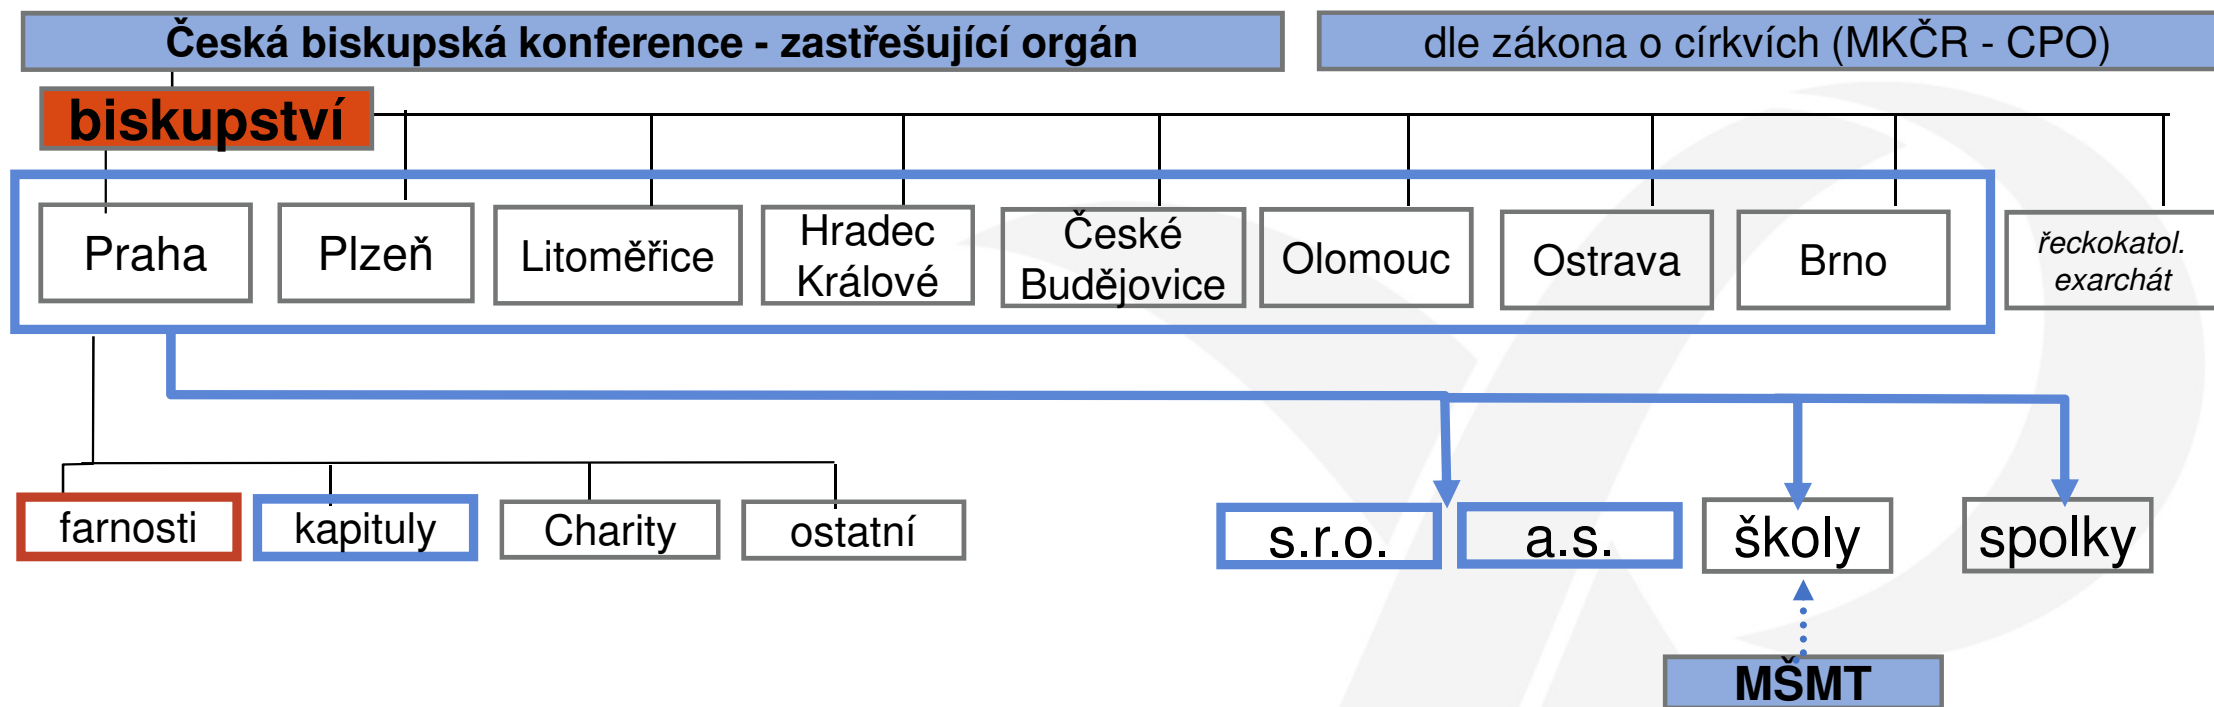 Česká biskupská konference - zastřešující orgán
dle zákona o církvích (MKČR - CPO)
biskupství
Praha
Plzeň
Litoměřice
Hradec
Králové
České
Budějovice
Olomouc
Ostrava
Brno
řeckokatol.
exarchát
farnosti
kapituly
Charity
ostatní
s.r.o.
a.s.
školy
spolky
MŠMT